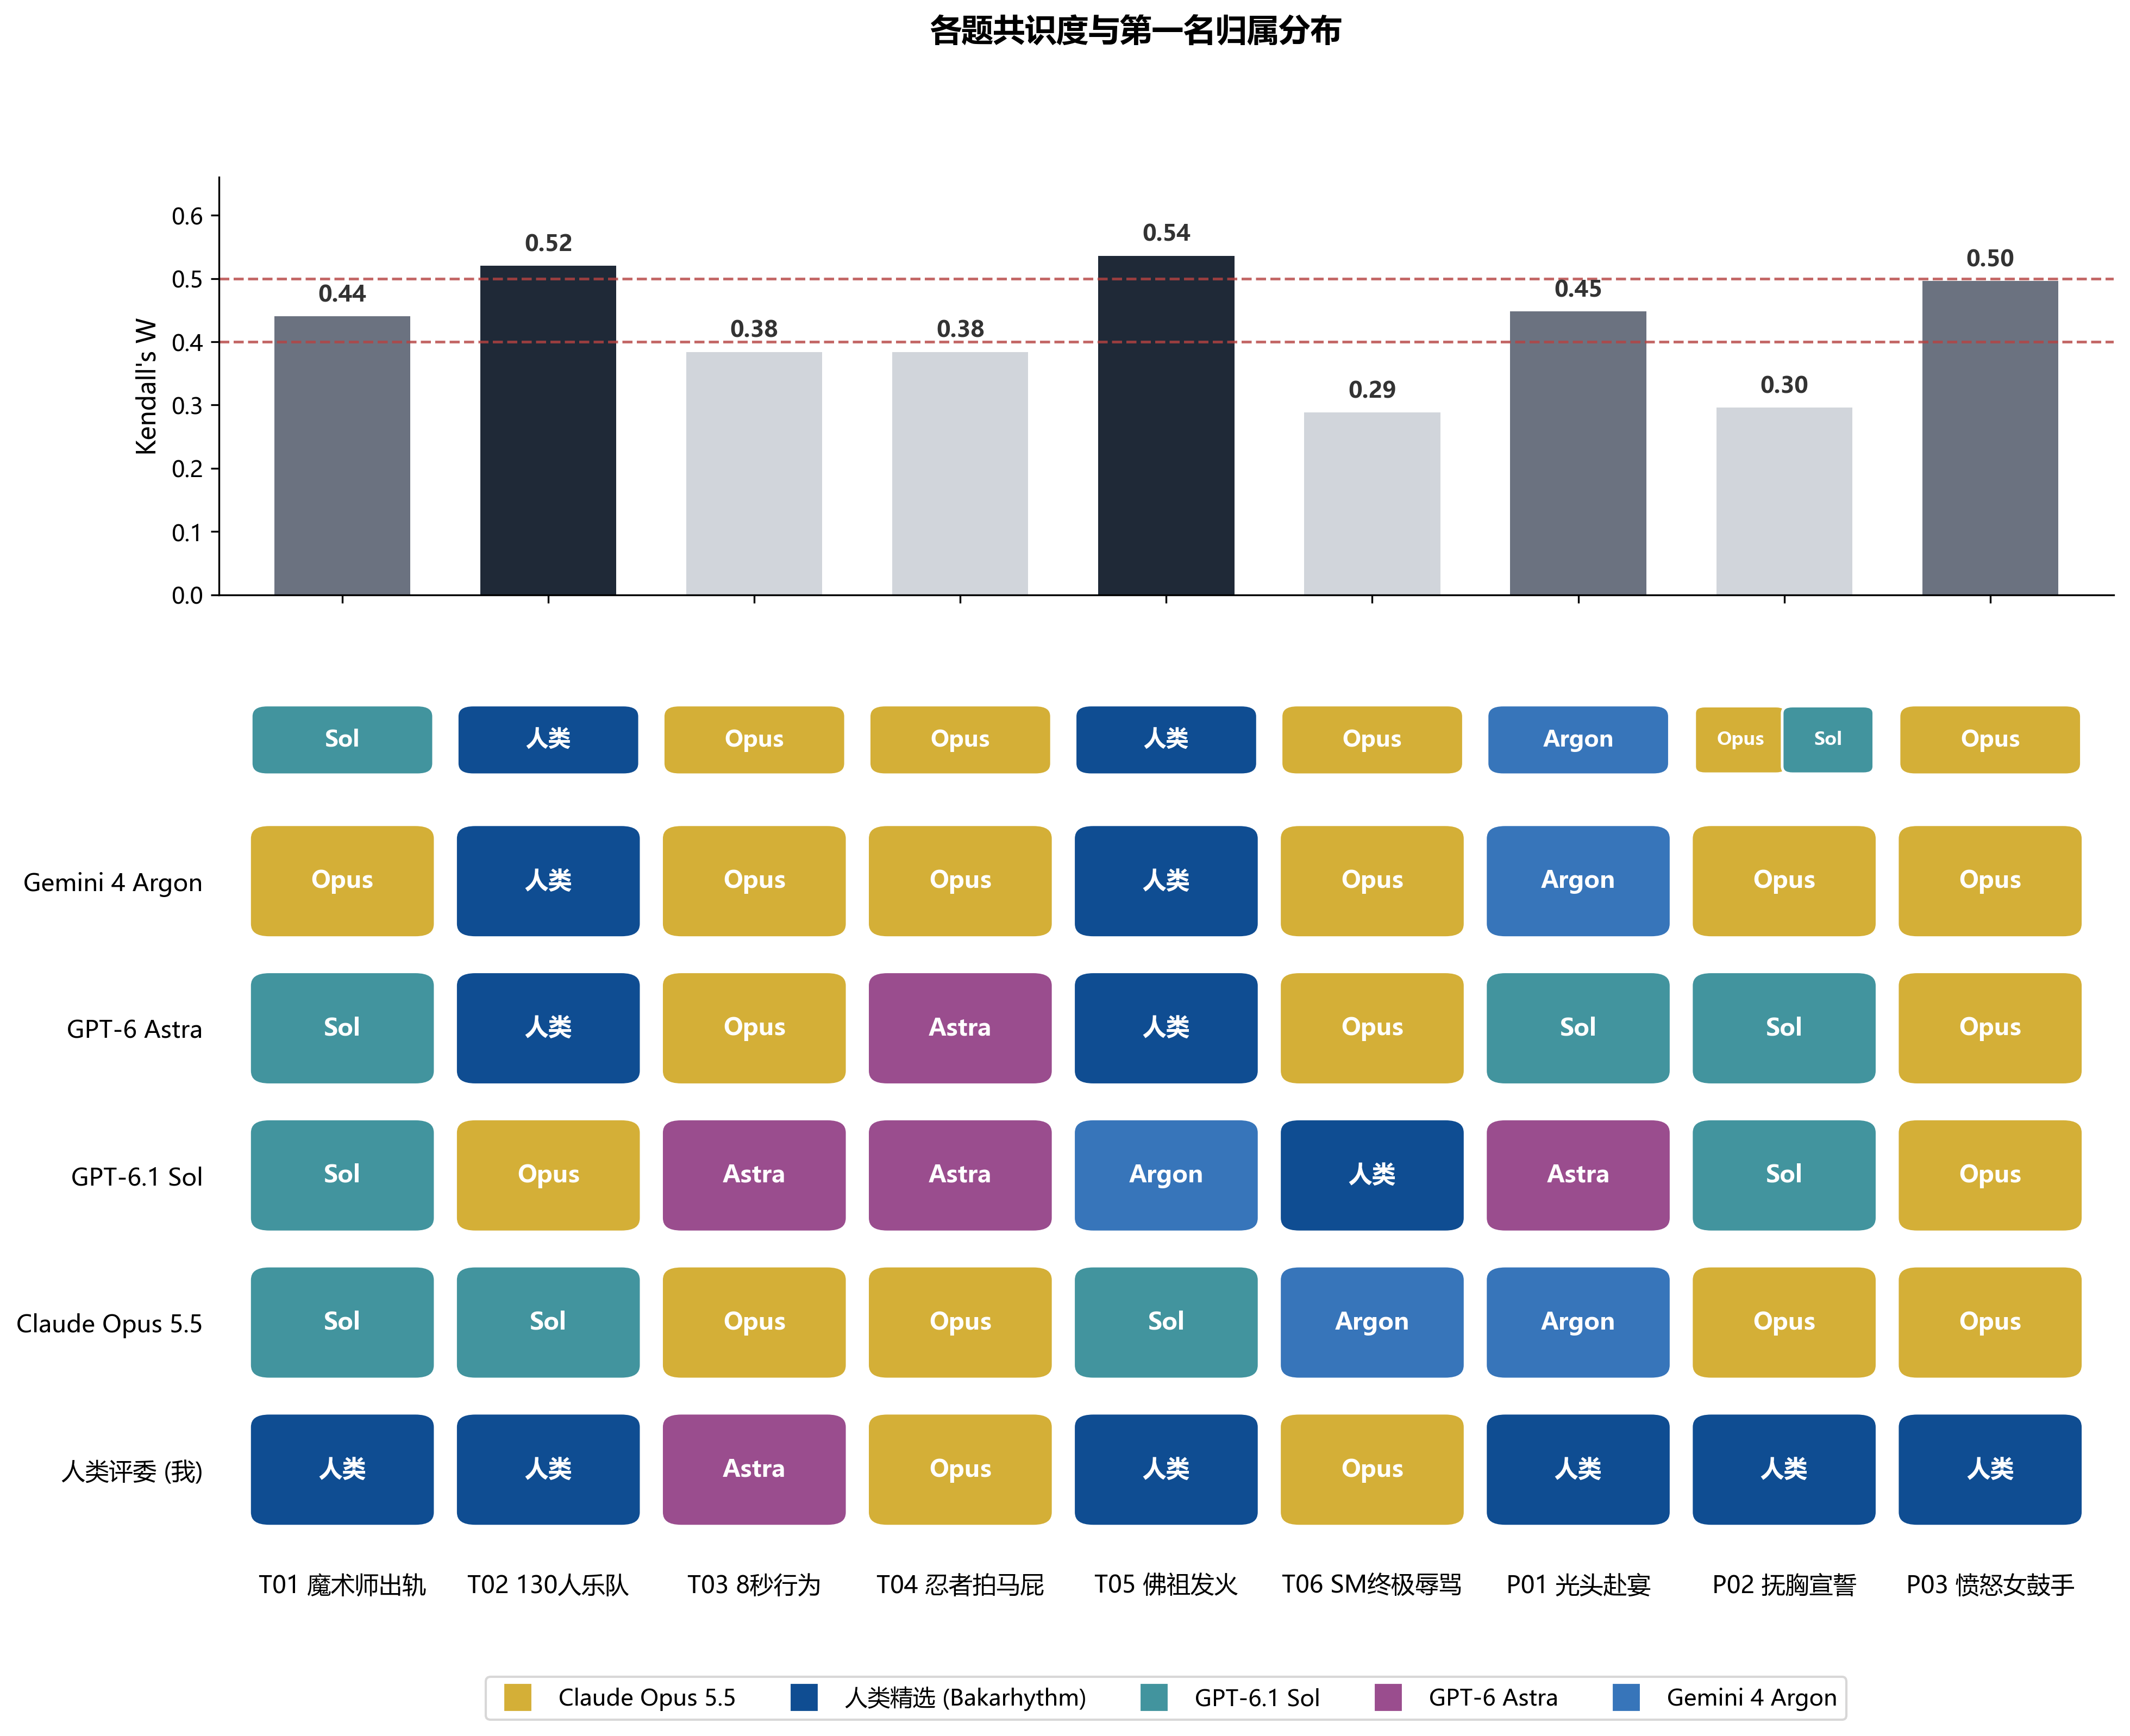 各题共识度与第一名归属分布
Kendall's W
0.6
0.5
0.4
0.3
0.2
0.1
0.0
0.44 0.52 0.38 0.38 0.54 0.29 0.45 0.30 0.50
Sol 人类 Opus Opus 人类 Opus Argon Opus Sol Opus
Gemini 4 Argon Opus 人类 Opus Opus 人类 Opus Argon Opus Opus
GPT-6 Astra Sol 人类 Opus Astra 人类 Opus Sol Sol Opus
GPT-6.1 Sol Sol Opus Astra Astra Argon 人类 Astra Sol Opus
Claude Opus 5.5 Sol Sol Opus Opus Sol Argon Argon Opus Opus
人类评委 (我) 人类 人类 Astra Opus 人类 Opus 人类 人类 人类
T01 魔术师出轨 T02 130人乐队 T03 8秒行为 T04 忍者拍马屁 T05 佛祖发火 T06 SM终极辱骂 P01 光头赴宴 P02 抚胸宣誓 P03 愤怒女鼓手
Claude Opus 5.5 人类精选 (Bakarhythm) GPT-6.1 Sol GPT-6 Astra Gemini 4 Argon